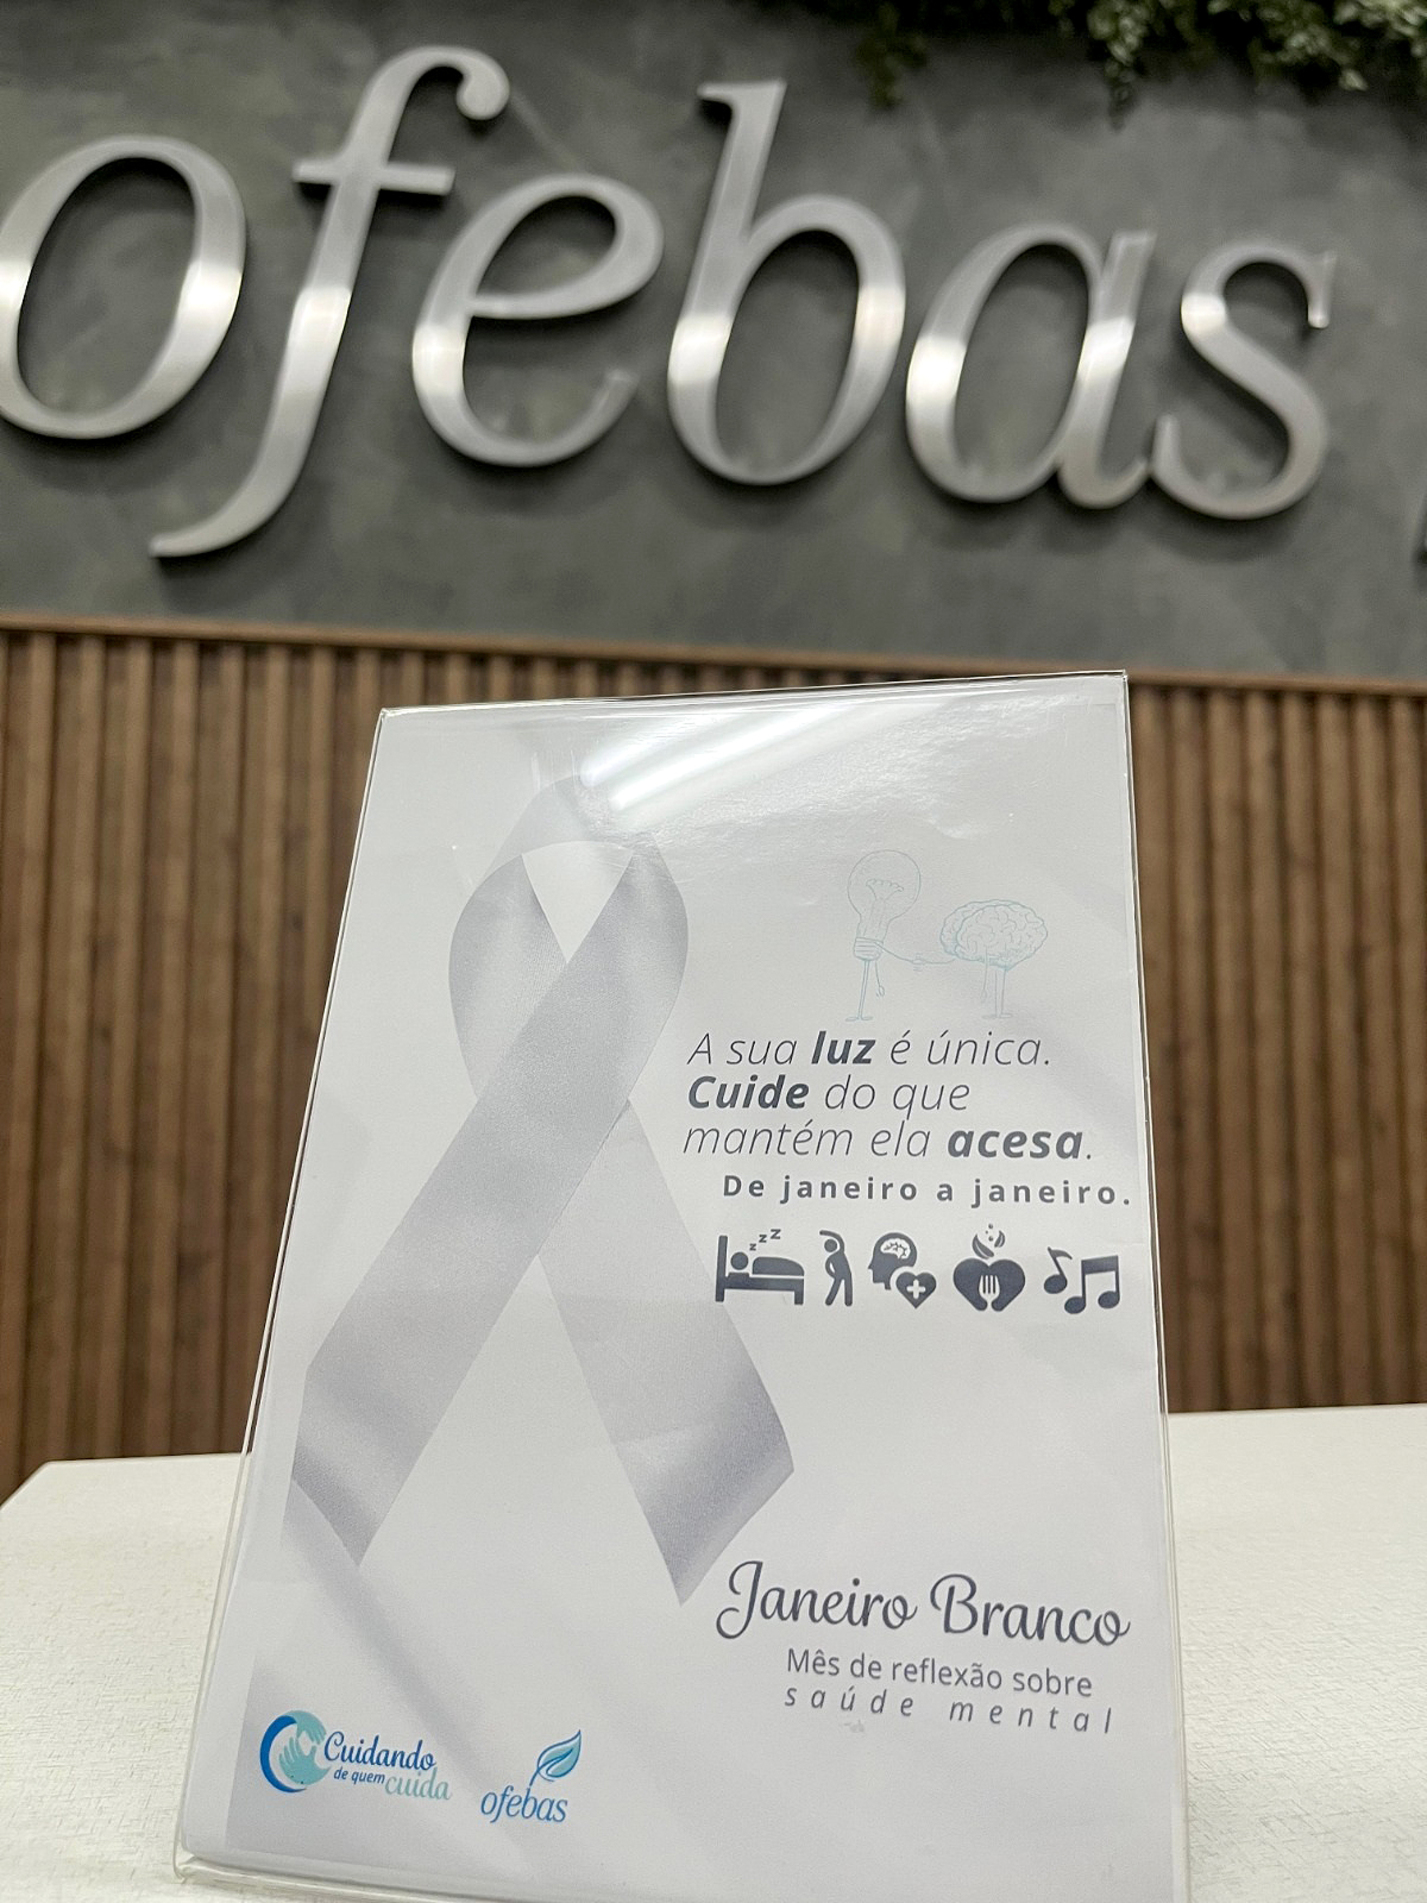 ofebas
A sua luz é única.
Cuide do que
mantém ela acesa.
De janeiro a janeiro.
z z Z
Janeiro Branco
Mês de reflexão sobre
saúde mental
Cuidando
de quem cuida
ofebas